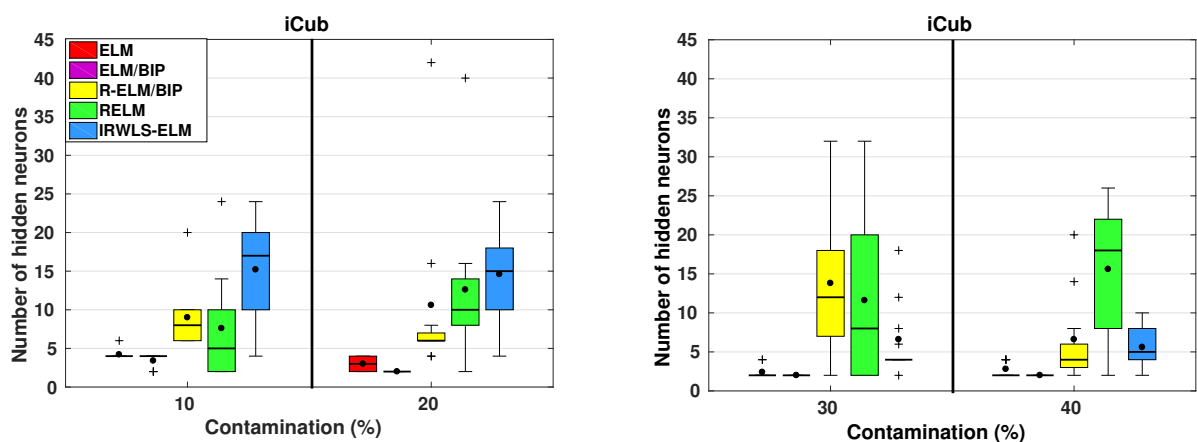 iCub
Number of hidden neurons
45
40
35
30
25
20
15
10
5
0
ELM
ELM/BIP
R-ELM/BIP
RELM
IRWLS-ELM
10
20
Contamination (%)
iCub
Number of hidden neurons
45
40
35
30
25
20
15
10
5
0
30
40
Contamination (%)